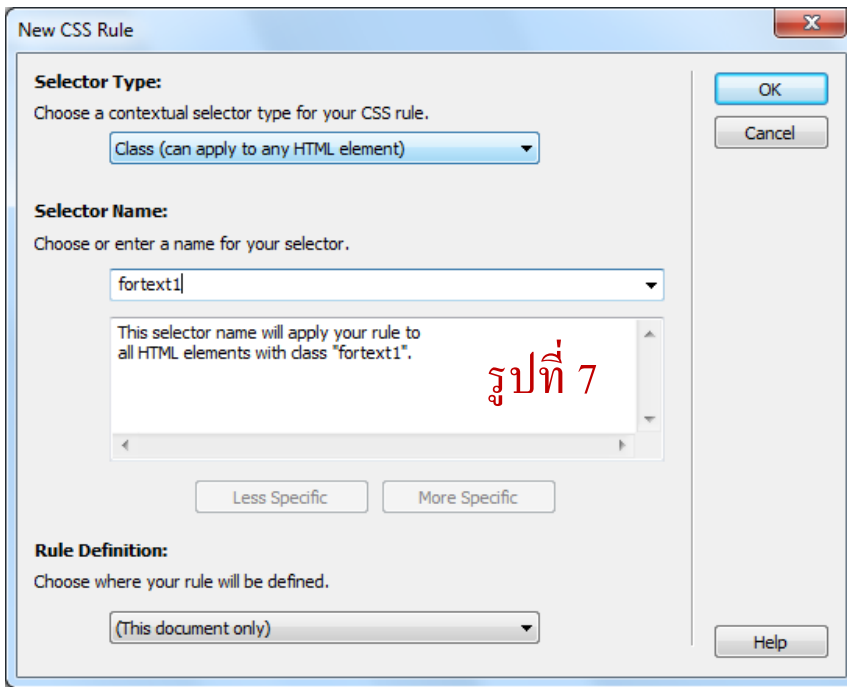 New CSS Rule
x
Selector Type:
Choose a contextual selector type for your CSS rule.
Class (can apply to any HTML element)
OK
Cancel
Selector Name:
Choose or enter a name for your selector.
fortext1
This selector name will apply your rule to
all HTML elements with class "fortext1".
รูปที่ 7
Less Specific
More Specific
Rule Definition:
Choose where your rule will be defined.
(This document only)
Help